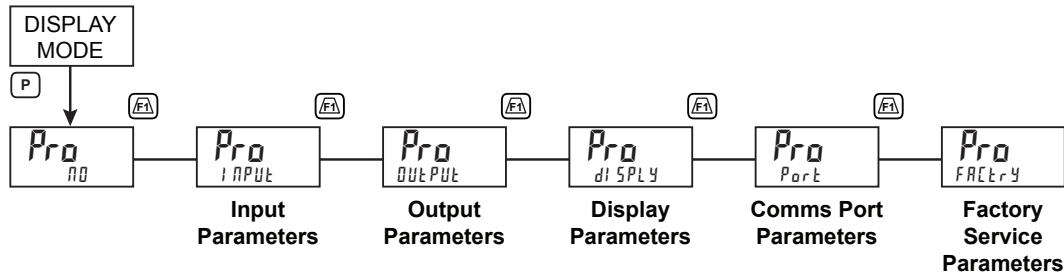 DISPLAY
MODE
P
F1 F1 F1 F1 F1
Pro Pro Pro Pro Pro Pro
NO INPUt OUtPUt dISPLY Port FACtrY
Input Output Display Comms Port Factory
Parameters Parameters Parameters Parameters Service
Parameters